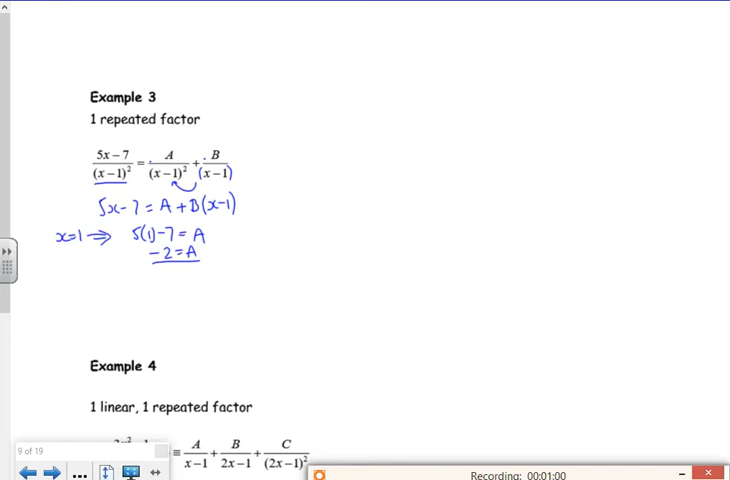 Example 3
1 repeated factor
5x − 7 / (x−1)² = A / (x−1)² + B / (x−1)
5x − 7 = A + B(x−1)
x=1 ⇒ 5(1) − 7 = A
− 2 = A
Example 4
1 linear, 1 repeated factor
≡ A / x−1 + B / 2x−1 + C / (2x−1)²
9 of 19
Recording: 00:01:00